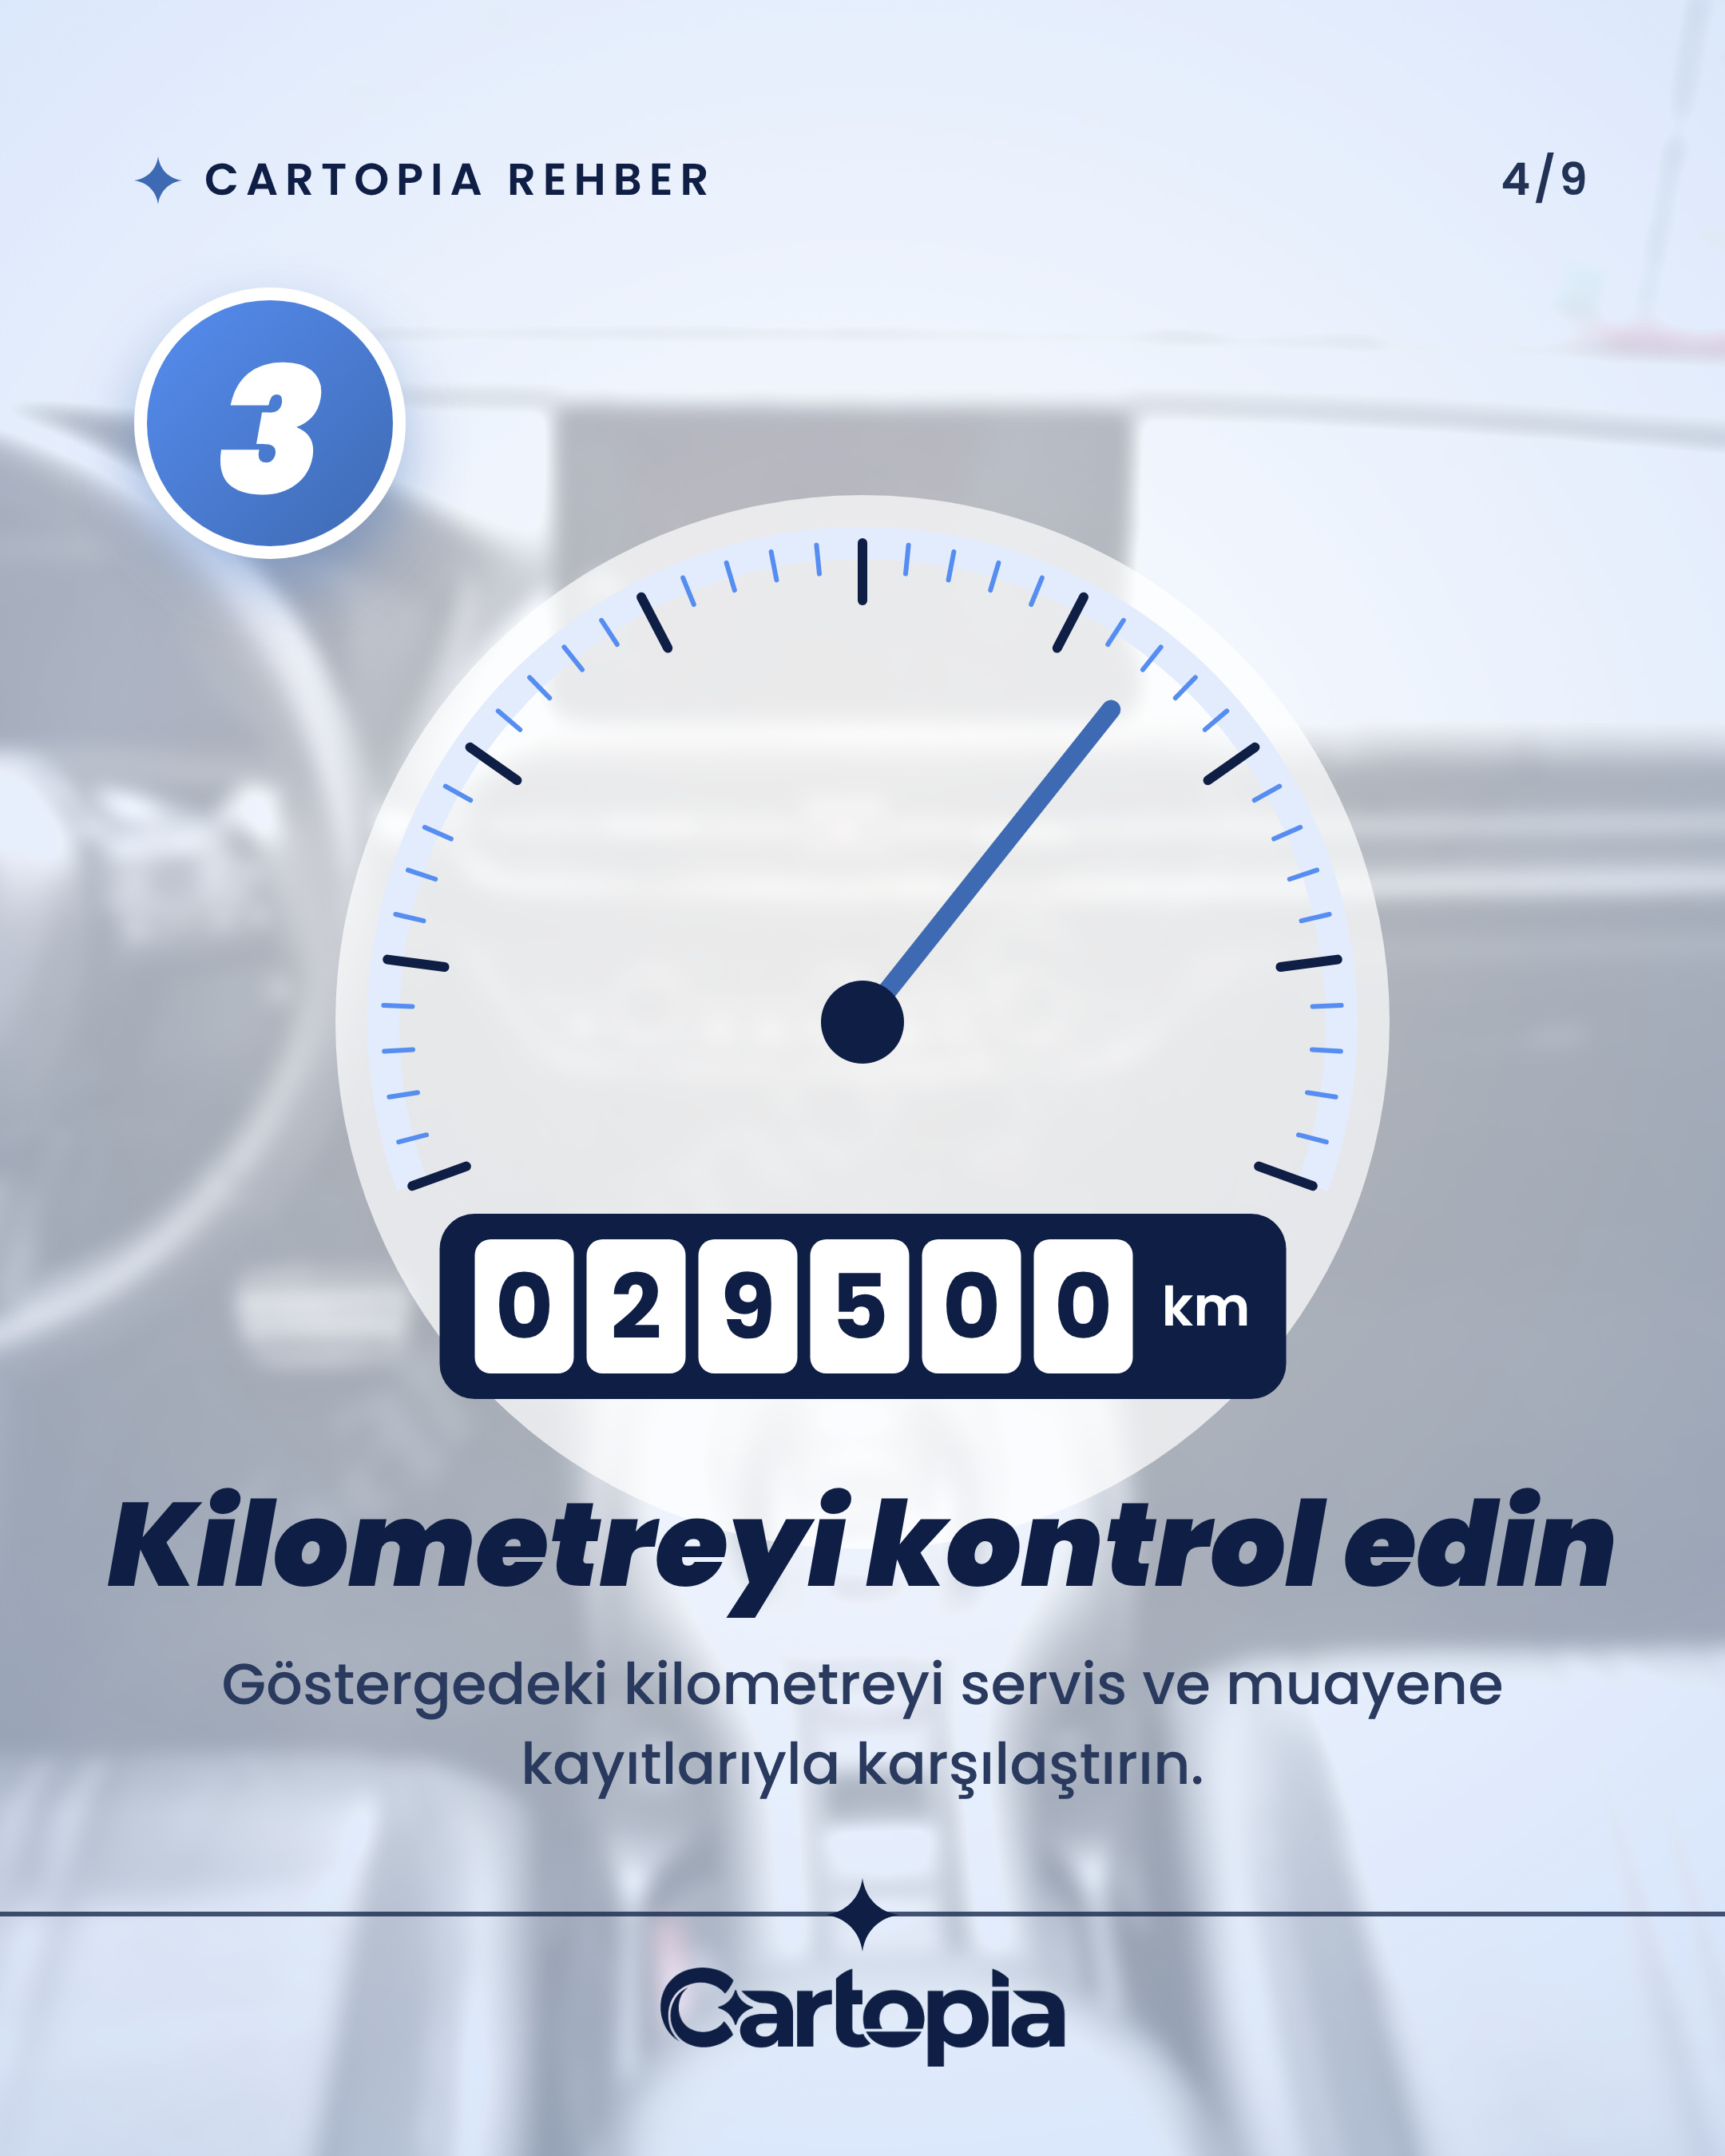 CARTOPIA REHBER
4/9
3
029500 km
Kilometreyi kontrol edin
Göstergedeki kilometreyi servis ve muayene
kayıtlarıyla karşılaştırın.
Cartopia